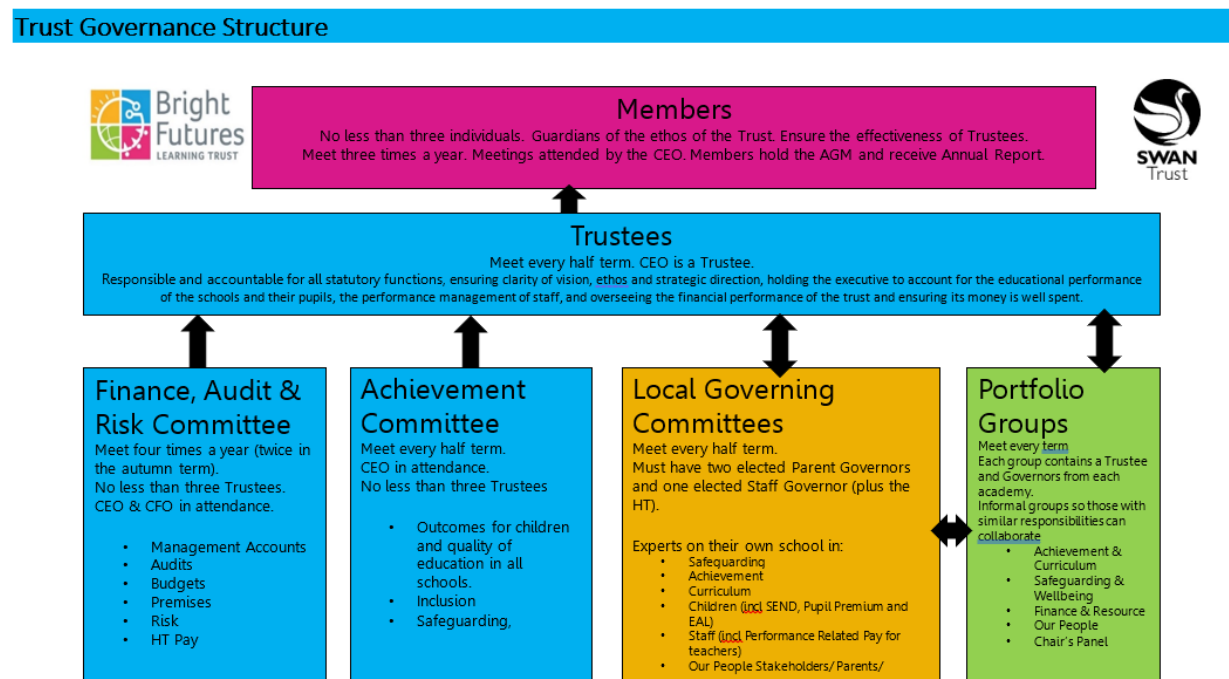 Trust Governance Structure
Bright
Futures
LEARNING TRUST
Members
No less than three individuals. Guardians of the ethos of the Trust. Ensure the effectiveness of Trustees.
Meet three times a year. Meetings attended by the CEO. Members hold the AGM and receive Annual Report.
SWAN
Trust
Trustees
Meet every half term. CEO is a Trustee.
Responsible and accountable for all statutory functions, ensuring clarity of vision, ethos and strategic direction, holding the executive to account for the educational performance
of the schools and their pupils, the performance management of staff, and overseeing the financial performance of the trust and ensuring its money is well spent.
Finance, Audit &
Risk Committee
Meet four times a year (twice in
the autumn term).
No less than three Trustees.
CEO & CFO in attendance.
• Management Accounts
• Audits
• Budgets
• Premises
• Risk
• HT Pay
Achievement
Committee
Meet every half term.
CEO in attendance.
No less than three Trustees
• Outcomes for children
and quality of
education in all
schools.
• Inclusion
• Safeguarding,
Local Governing
Committees
Meet every half term.
Must have two elected Parent Governors
and one elected Staff Governor (plus the
HT).
Experts on their own school in:
• Safeguarding
• Achievement
• Curriculum
• Children (incl SEND, Pupil Premium and
EAL)
• Staff (incl Performance Related Pay for
teachers)
• Our People Stakeholders/ Parents/
Portfolio
Groups
Meet every term
Each group contains a Trustee
and Governors from each
academy.
Informal groups so those with
similar responsibilities can
collaborate
• Achievement &
Curriculum
• Safeguarding &
Wellbeing
• Finance & Resource
• Our People
• Chair's Panel